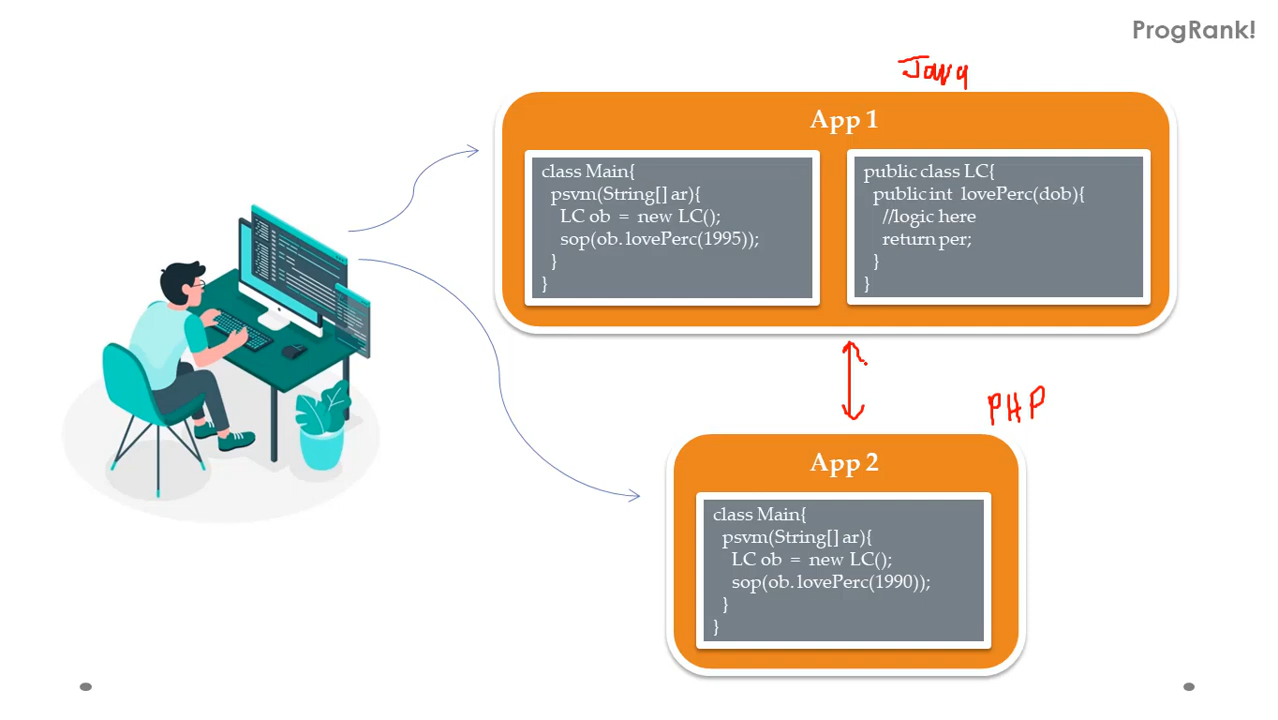 ProgRank!
Java
App 1
class Main{
psvm(String[] ar){
LC ob = new LC();
sop(ob.lovePerc(1995));
}
}
public class LC{
public int lovePerc(dob){
//logic here
return per;
}
}
PHP
App 2
class Main{
psvm(String[] ar){
LC ob = new LC();
sop(ob.lovePerc(1990));
}
}